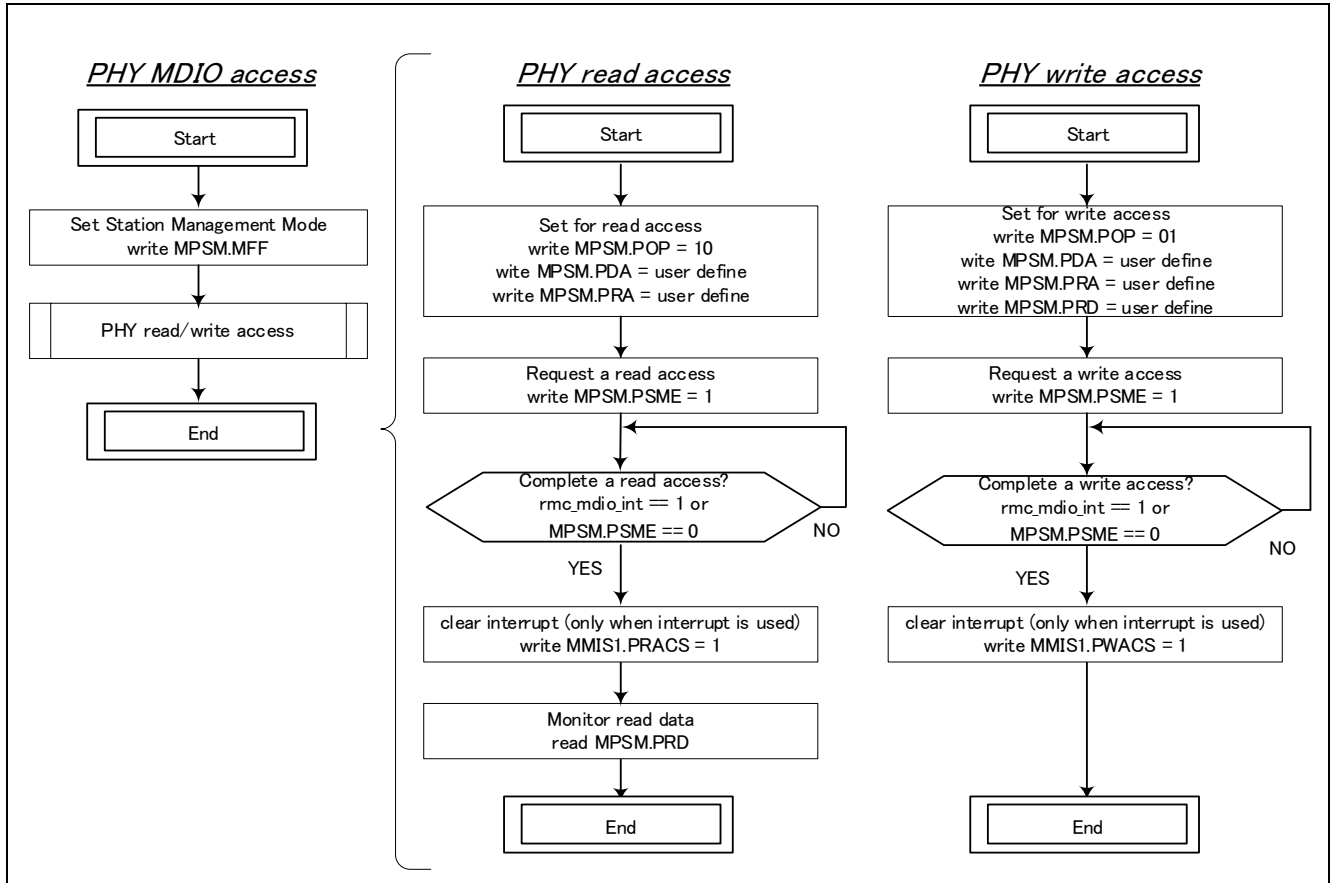 PHY MDIO access
Start
Set Station Management Mode
write MPSM.MFF
PHY read/write access
End
PHY read access
Start
Set for read access
write MPSM.POP = 10
wite MPSM.PDA = user define
write MPSM.PRA = user define
Request a read access
write MPSM.PSME = 1
Complete a read access?
rmc_mdio_int == 1 or
MPSM.PSME == 0
NO
YES
clear interrupt (only when interrupt is used)
write MMIS1.PRACS = 1
Monitor read data
read MPSM.PRD
End
PHY write access
Start
Set for write access
write MPSM.POP = 01
wite MPSM.PDA = user define
write MPSM.PRA = user define
write MPSM.PRD = user define
Request a write access
write MPSM.PSME = 1
Complete a write access?
rmc_mdio_int == 1 or
MPSM.PSME == 0
NO
YES
clear interrupt (only when interrupt is used)
write MMIS1.PWACS = 1
End